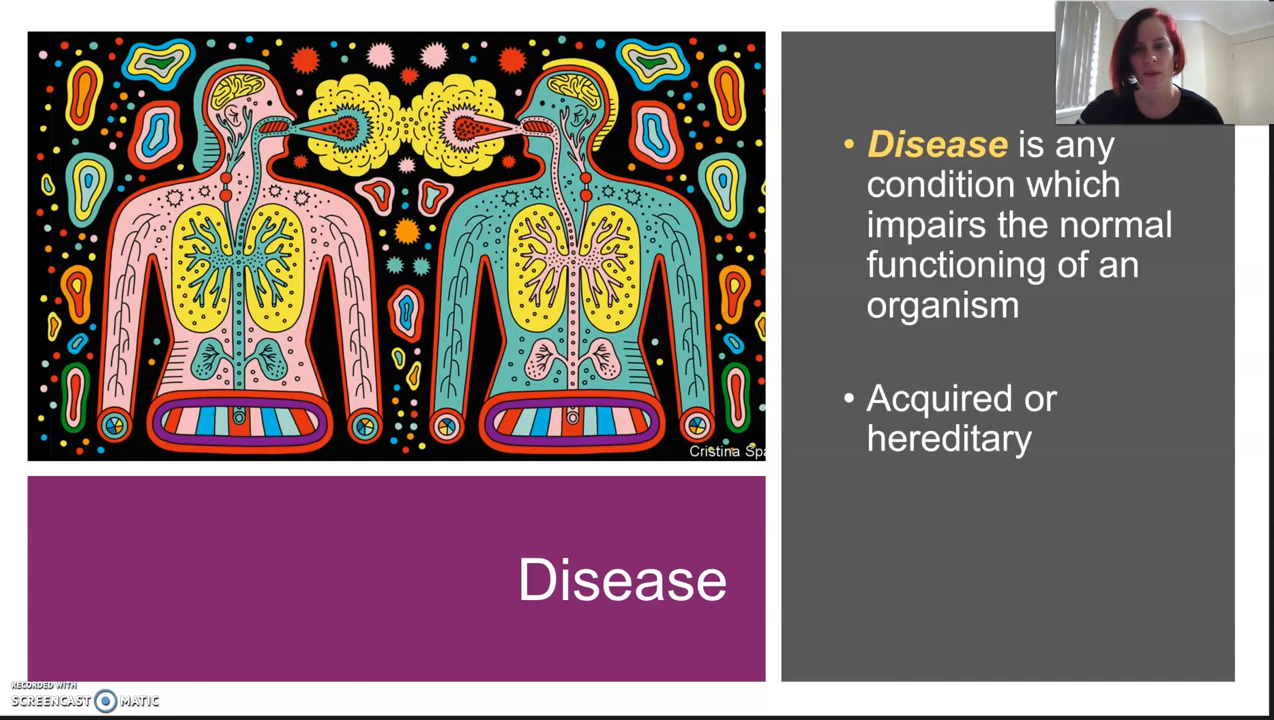 Cristina Spa
• Disease is any
condition which
impairs the normal
functioning of an
organism
• Acquired or
hereditary
Disease
RECORDED WITH
SCREENCAST MATIC